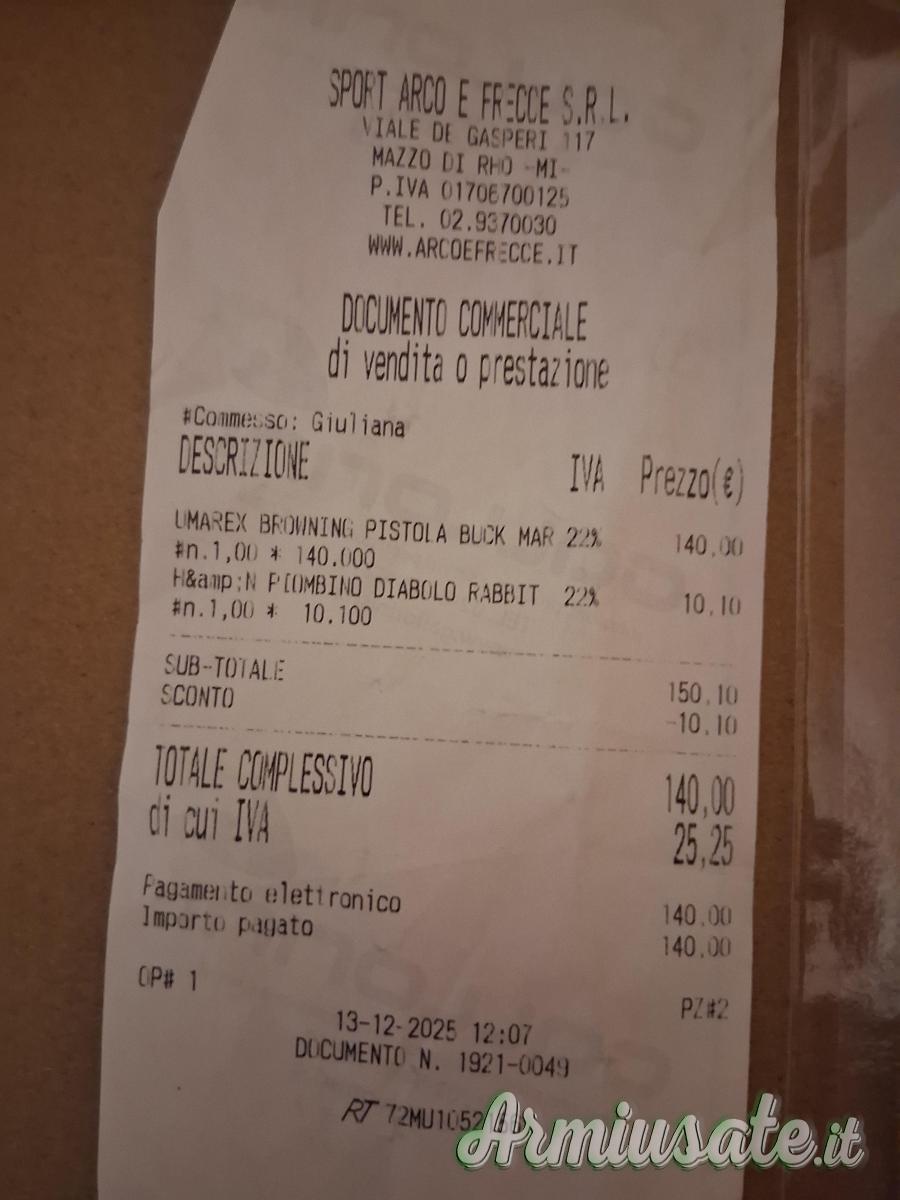 SPORT ARCO E FRECCE S.R.L.
VIALE DE GASPERI 117
MAZZO DI RHO -MI-
P.IVA 01706700125
TEL. 02.9370030
WWW.ARCOEFRECCE.IT
DOCUMENTO COMMERCIALE
di vendita o prestazione
#Commesso: Giuliana
DESCRIZIONE IVA Prezzo(€)
UMAREX BROWNING PISTOLA BUCK MAR 22% 140,00
#n.1,00 * 140.000
H&amp;N PIOMBINO DIABOLO RABBIT 22% 10,10
#n.1,00 * 10.100
SUB-TOTALE 150,10
SCONTO -10,10
TOTALE COMPLESSIVO 140,00
di cui IVA 25,25
Pagamento elettronico 140,00
Importo pagato 140,00
OP# 1 PZ#2
13-12-2025 12:07
DOCUMENTO N. 1921-0049
RT
Armiusate.it